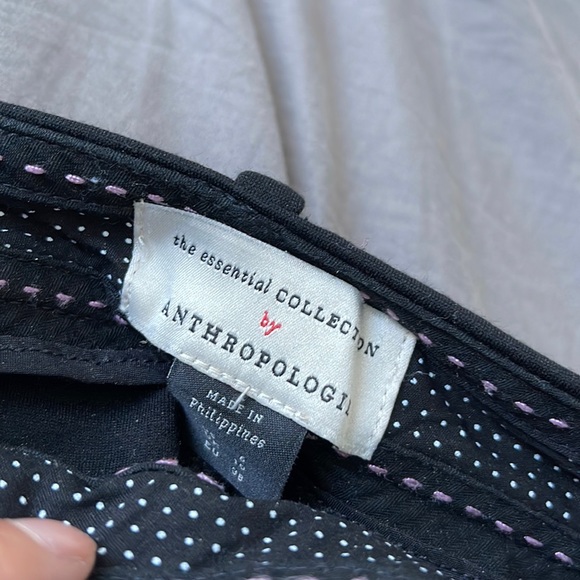 the essential COLLECTION
by
ANTHROPOLOGIE
MADE IN
Philippines